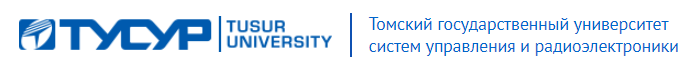 ТУСУР
TUSUR
UNIVERSITY
Томский государственный университет
систем управления и радиоэлектроники